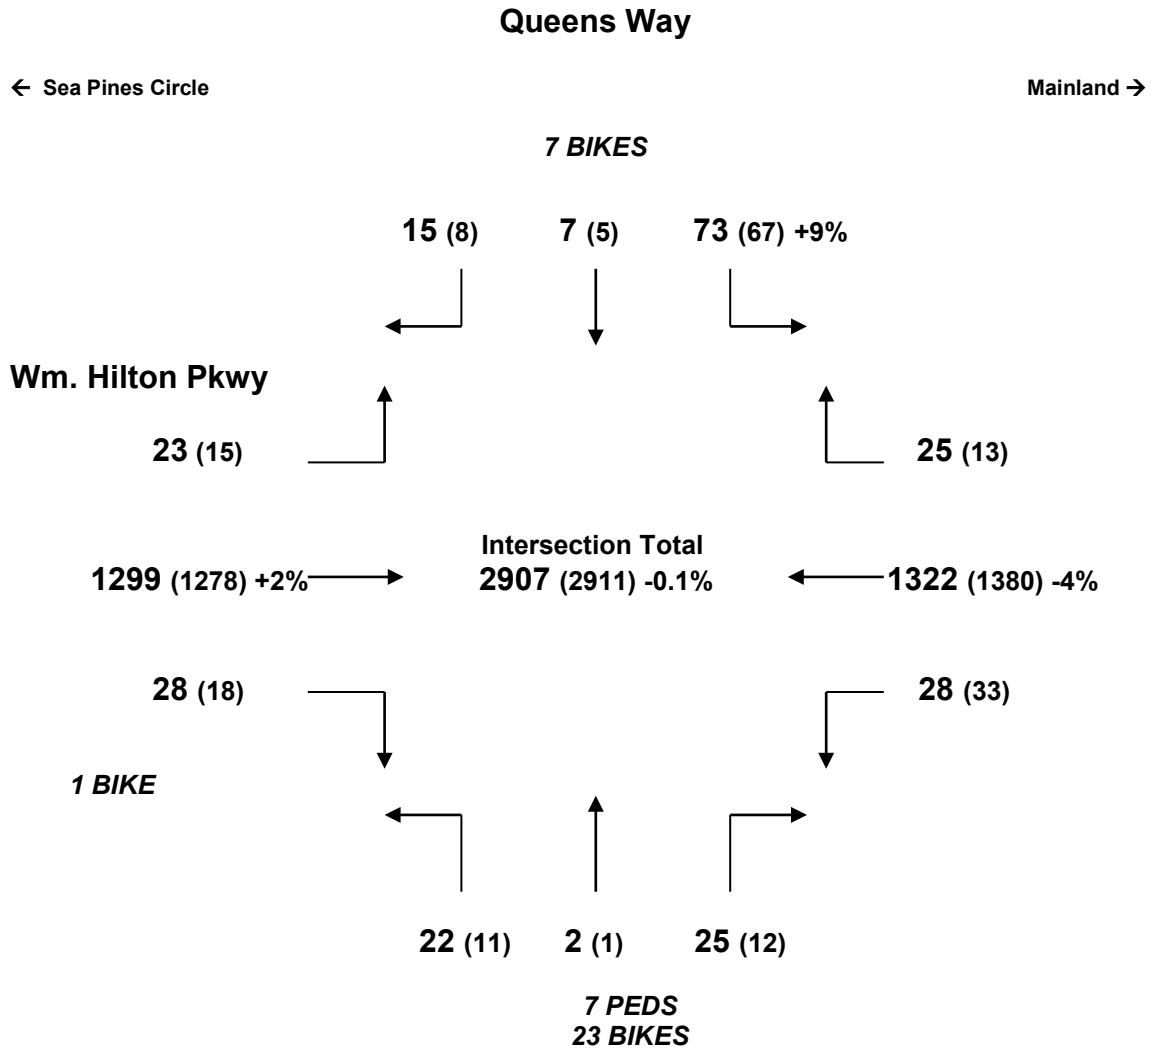 Queens Way
← Sea Pines Circle Mainland →
7 BIKES
15 (8) 7 (5) 73 (67) +9%
Wm. Hilton Pkwy
23 (15) 25 (13)
Intersection Total
1299 (1278) +2% 2907 (2911) -0.1% 1322 (1380) -4%
28 (18) 28 (33)
1 BIKE
22 (11) 2 (1) 25 (12)
7 PEDS
23 BIKES